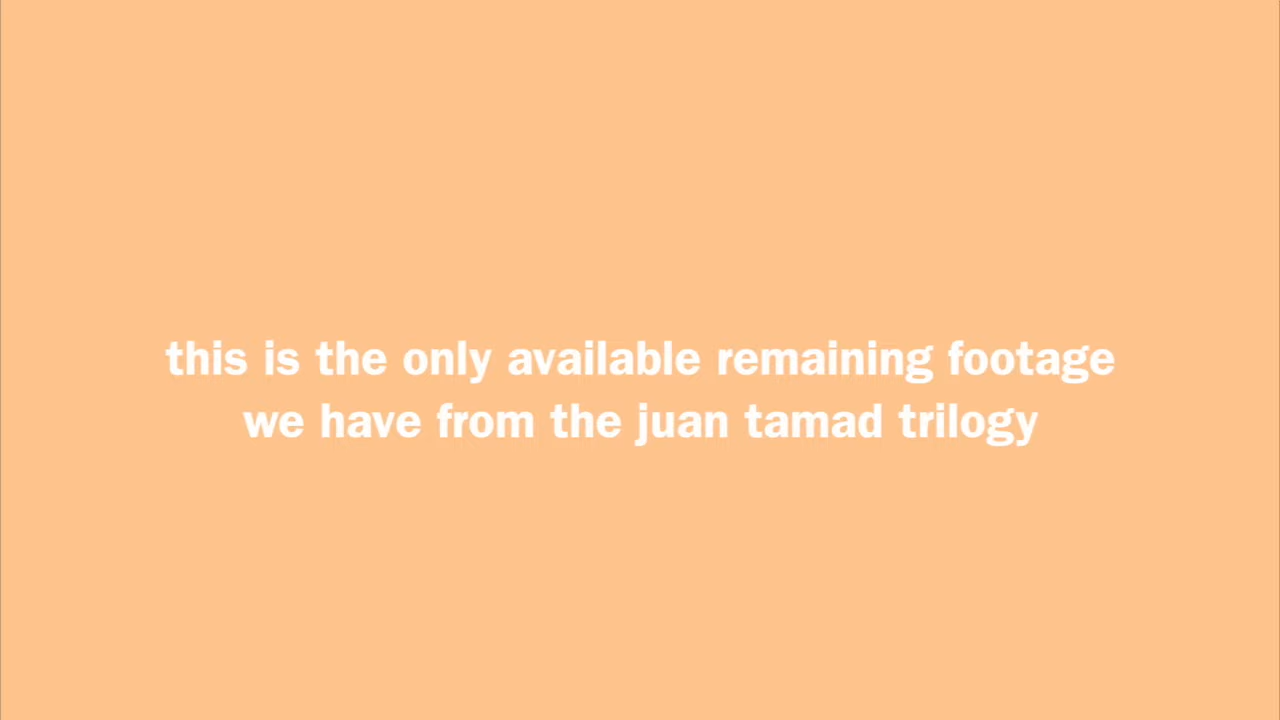 this is the only available remaining footage
we have from the juan tamad trilogy